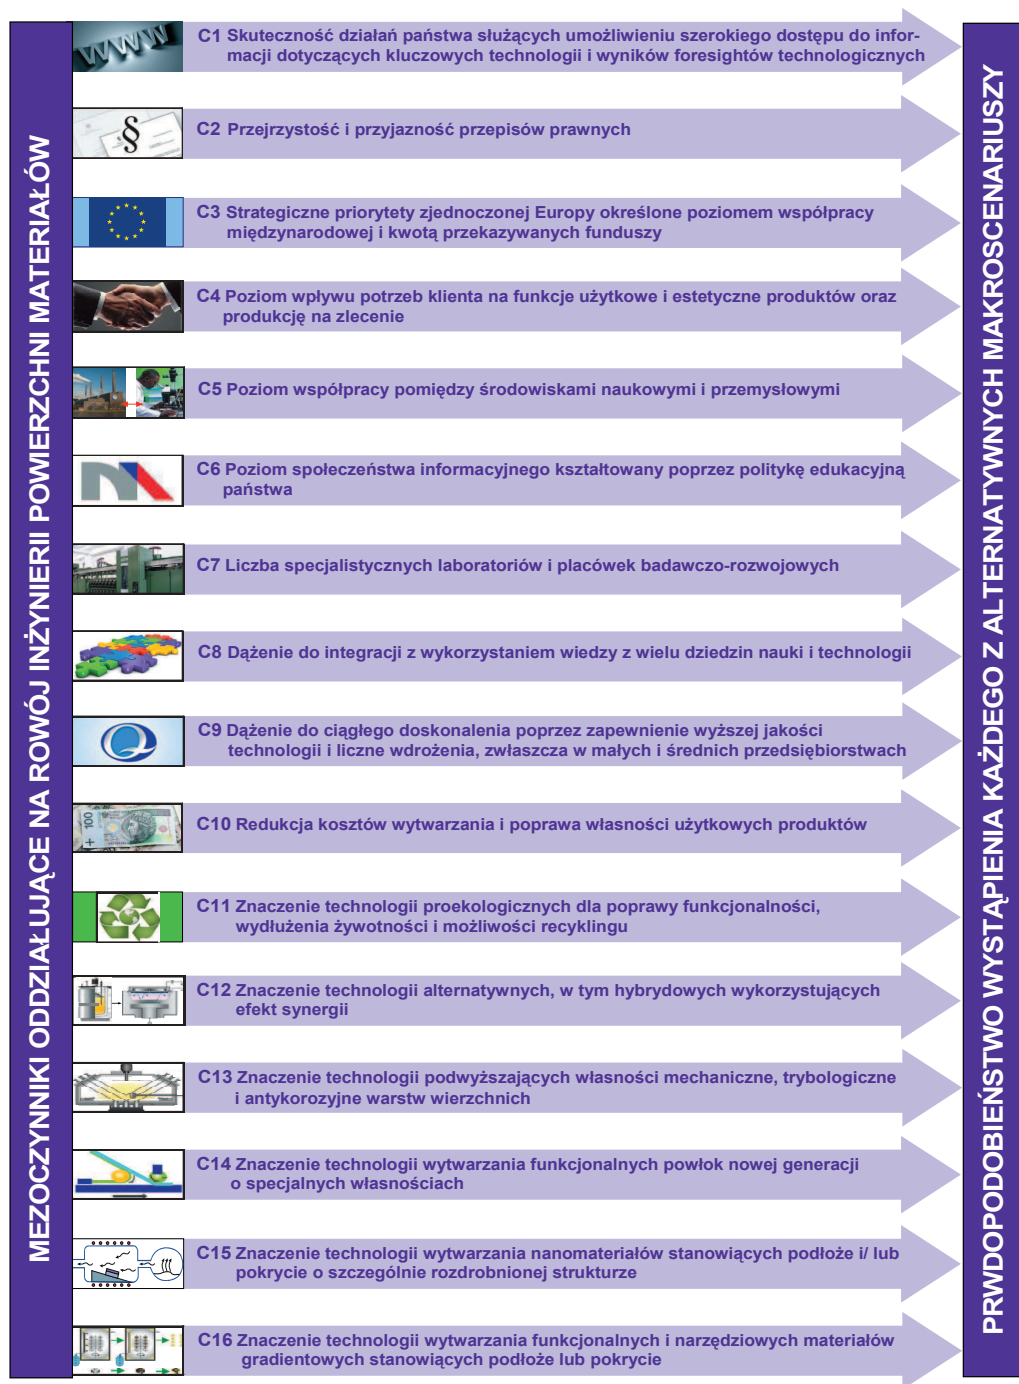 MEZOCZYNNIKI ODDZIAŁUJĄCE NA ROWÓJ INŻYNIERII POWIERZCHNI MATERIAŁÓW
WWW
C1 Skuteczność działań państwa służących umożliwieniu szerokiego dostępu do infor-
macji dotyczących kluczowych technologii i wyników foresightów technologicznych
§
C2 Przejrzystość i przyjazność przepisów prawnych
C3 Strategiczne priorytety zjednoczonej Europy określone poziomem współpracy
międzynarodowej i kwotą przekazywanych funduszy
C4 Poziom wpływu potrzeb klienta na funkcje użytkowe i estetyczne produktów oraz
produkcję na zlecenie
C5 Poziom współpracy pomiędzy środowiskami naukowymi i przemysłowymi
C6 Poziom społeczeństwa informacyjnego kształtowany poprzez politykę edukacyjną
państwa
C7 Liczba specjalistycznych laboratoriów i placówek badawczo-rozwojowych
C8 Dążenie do integracji z wykorzystaniem wiedzy z wielu dziedzin nauki i technologii
Q
C9 Dążenie do ciągłego doskonalenia poprzez zapewnienie wyższej jakości
technologii i liczne wdrożenia, zwłaszcza w małych i średnich przedsiębiorstwach
100
C10 Redukcja kosztów wytwarzania i poprawa własności użytkowych produktów
C11 Znaczenie technologii proekologicznych dla poprawy funkcjonalności,
wydłużenia żywotności i możliwości recyklingu
C12 Znaczenie technologii alternatywnych, w tym hybrydowych wykorzystujących
efekt synergii
C13 Znaczenie technologii podwyższających własności mechaniczne, trybologiczne
i antykorozyjne warstw wierzchnich
C14 Znaczenie technologii wytwarzania funkcjonalnych powłok nowej generacji
o specjalnych własnościach
C15 Znaczenie technologii wytwarzania nanomateriałów stanowiących podłoże i/ lub
pokrycie o szczególnie rozdrobnionej strukturze
C16 Znaczenie technologii wytwarzania funkcjonalnych i narzędziowych materiałów
gradientowych stanowiących podłoże lub pokrycie
PRWDOPODOBIEŃSTWO WYSTĄPIENIA KAŻDEGO Z ALTERNATYWNYCH MAKROSCENARIUSZY